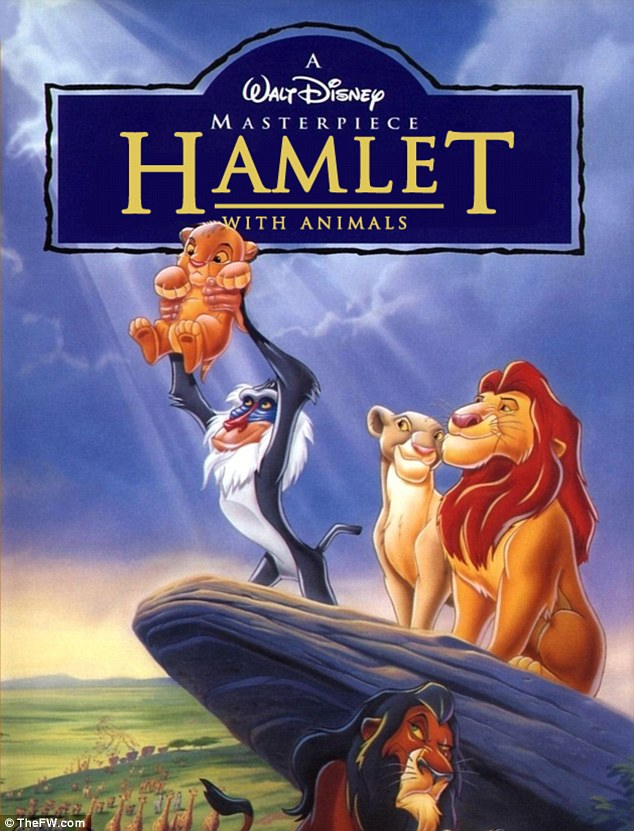 A
WALT DISNEY
MASTERPIECE
HAMLET
WITH ANIMALS
© TheFW.com